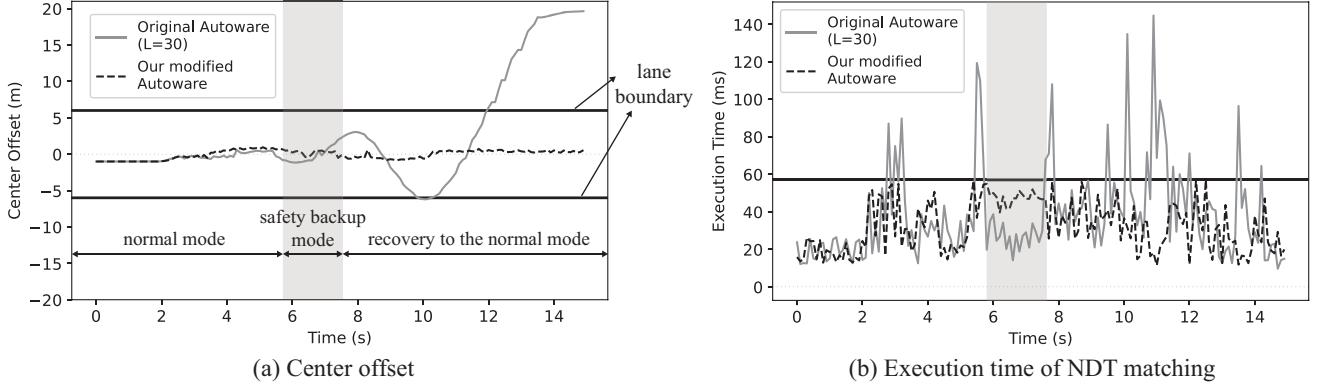 20
15
10
5
0
−5
−10
−15
−20
Center Offset (m)
Original Autoware
(L=30)
Our modified
Autoware
lane
boundary
safety backup
mode
normal mode
recovery to the normal mode
0 2 4 6 8 10 12 14
Time (s)
(a) Center offset
140
120
100
80
60
40
20
0
Execution Time (ms)
Original Autoware
(L=30)
Our modified
Autoware
0 2 4 6 8 10 12 14
Time (s)
(b) Execution time of NDT matching